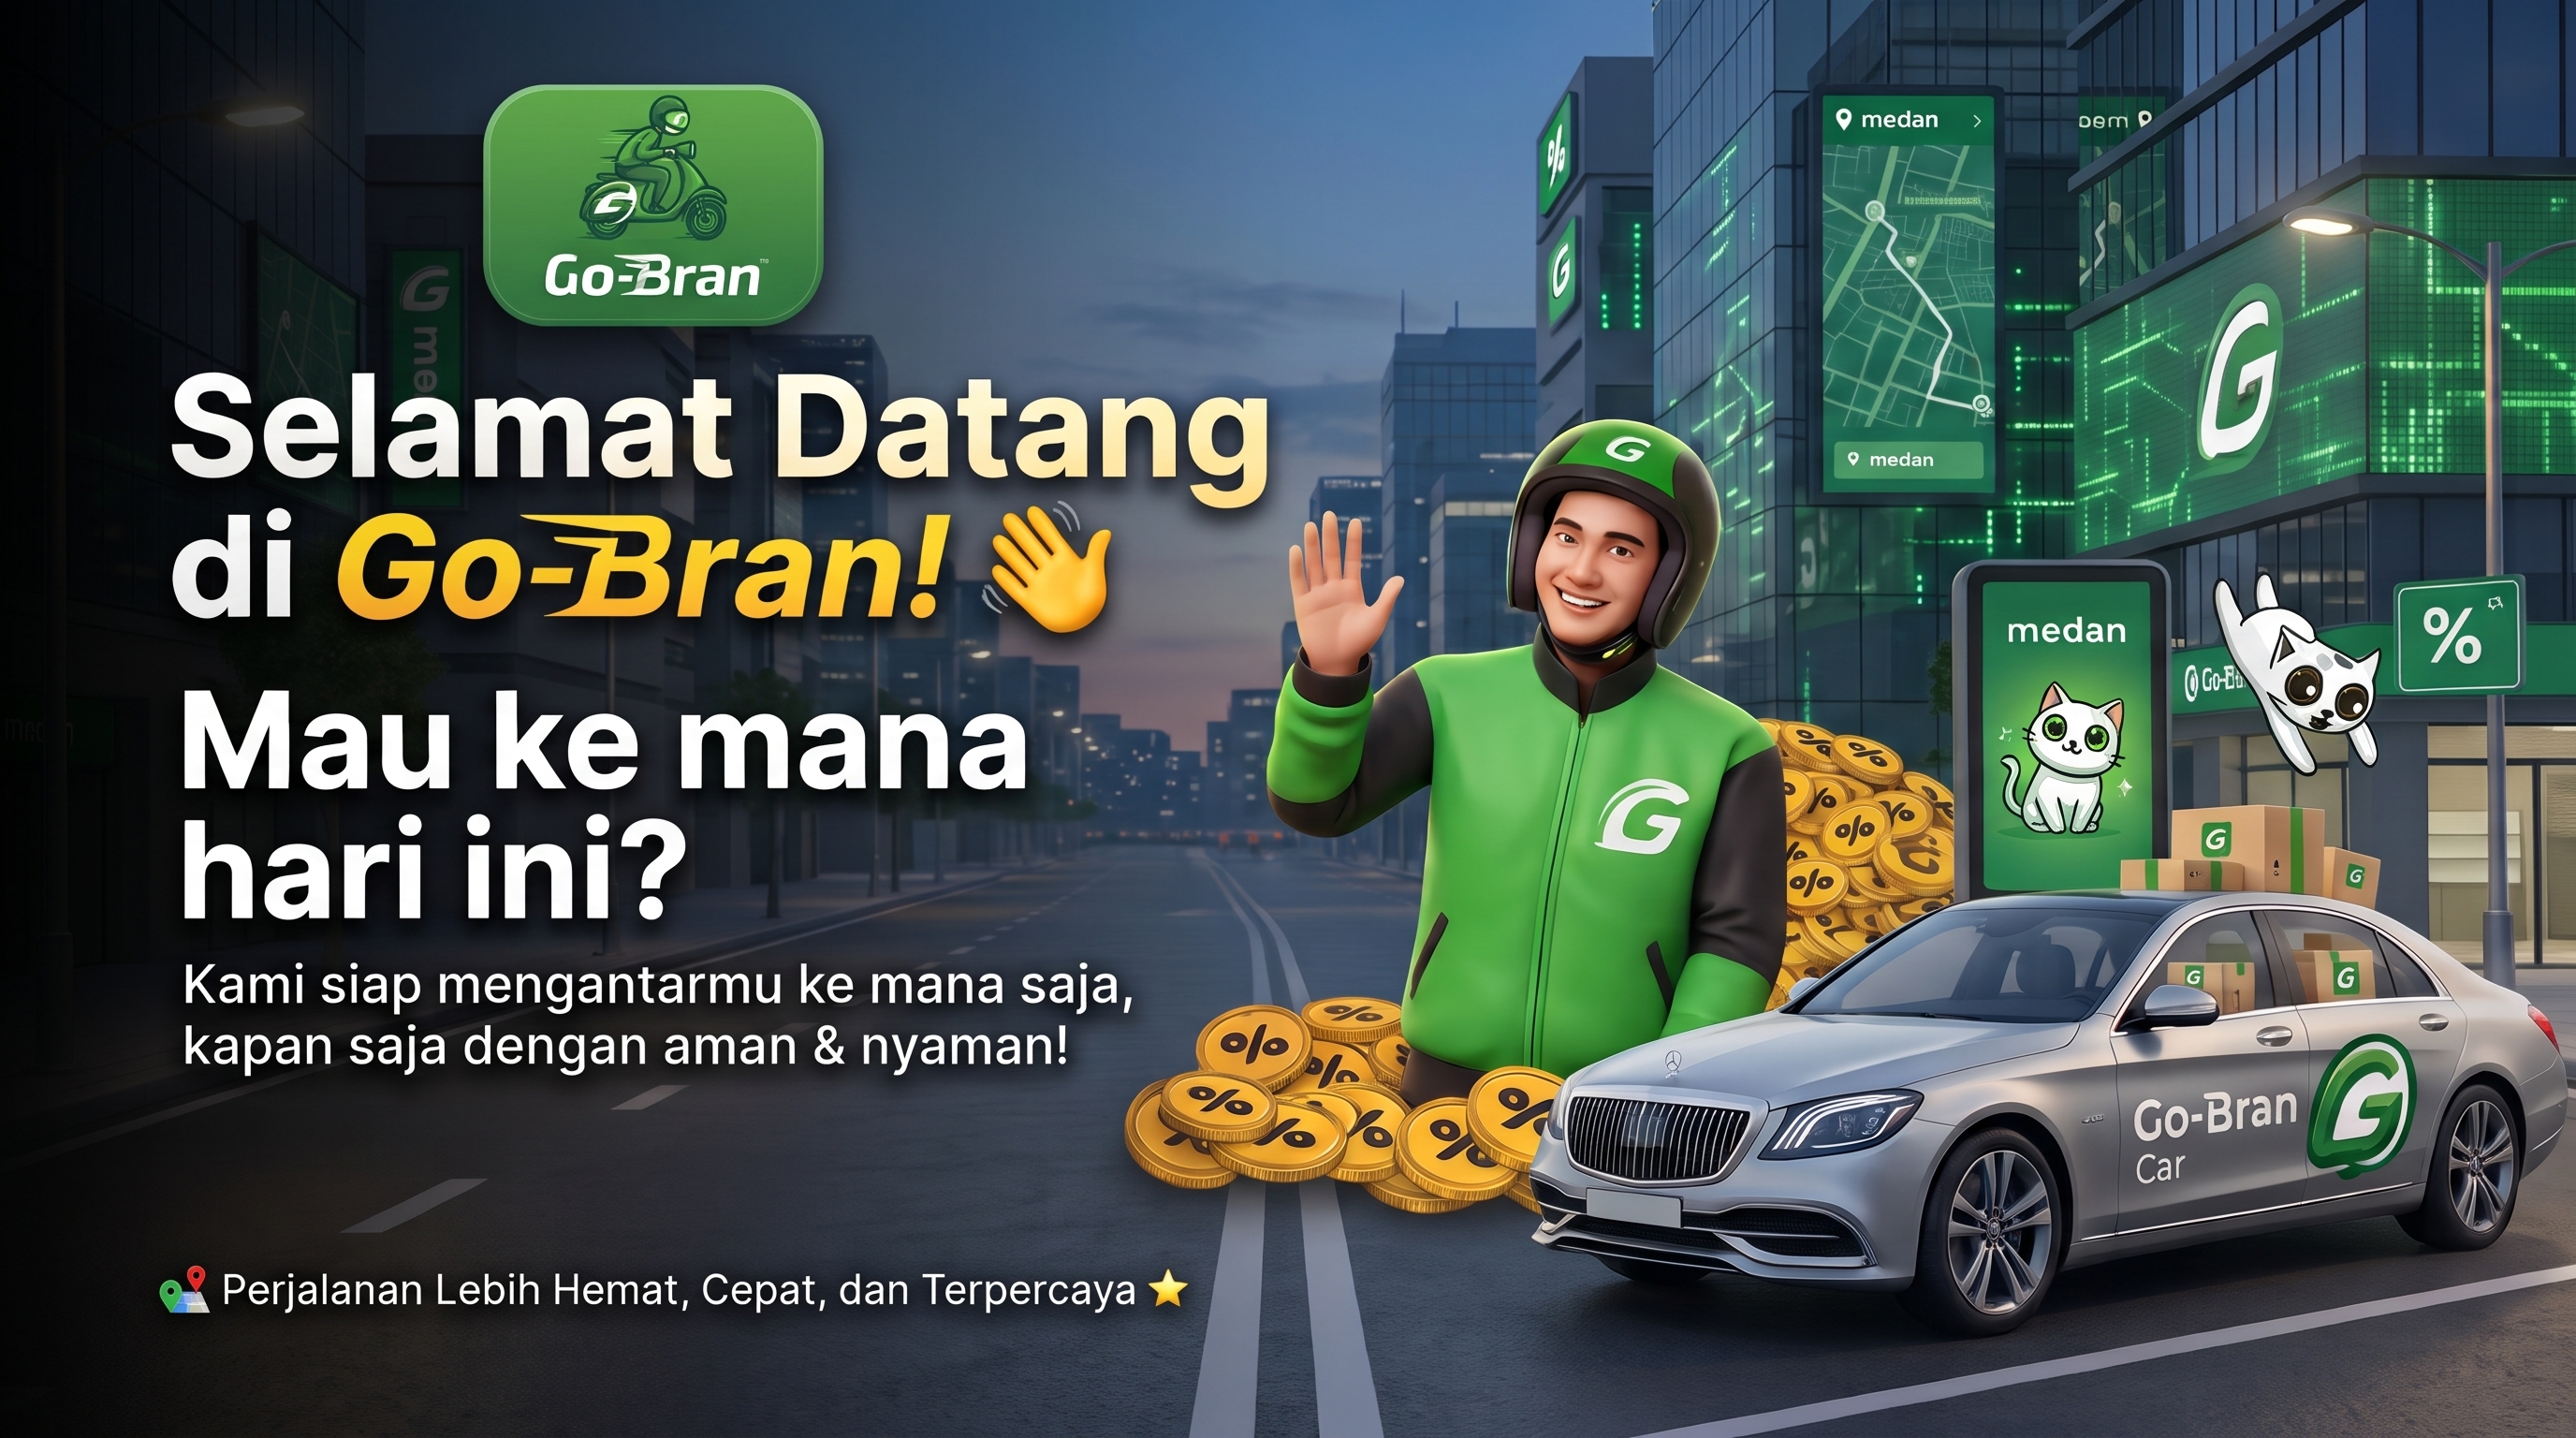 Go-Bran
Selamat Datang
di Go-Bran! 👋
Mau ke mana
hari ini?
Kami siap mengantarmu ke mana saja,
kapan saja dengan aman & nyaman!
Perjalanan Lebih Hemat, Cepat, dan Terpercaya ⭐
G me
%
G
medan
medan
G
G
G
medan
%
G
G
G
G
Go-Bran
Car
G